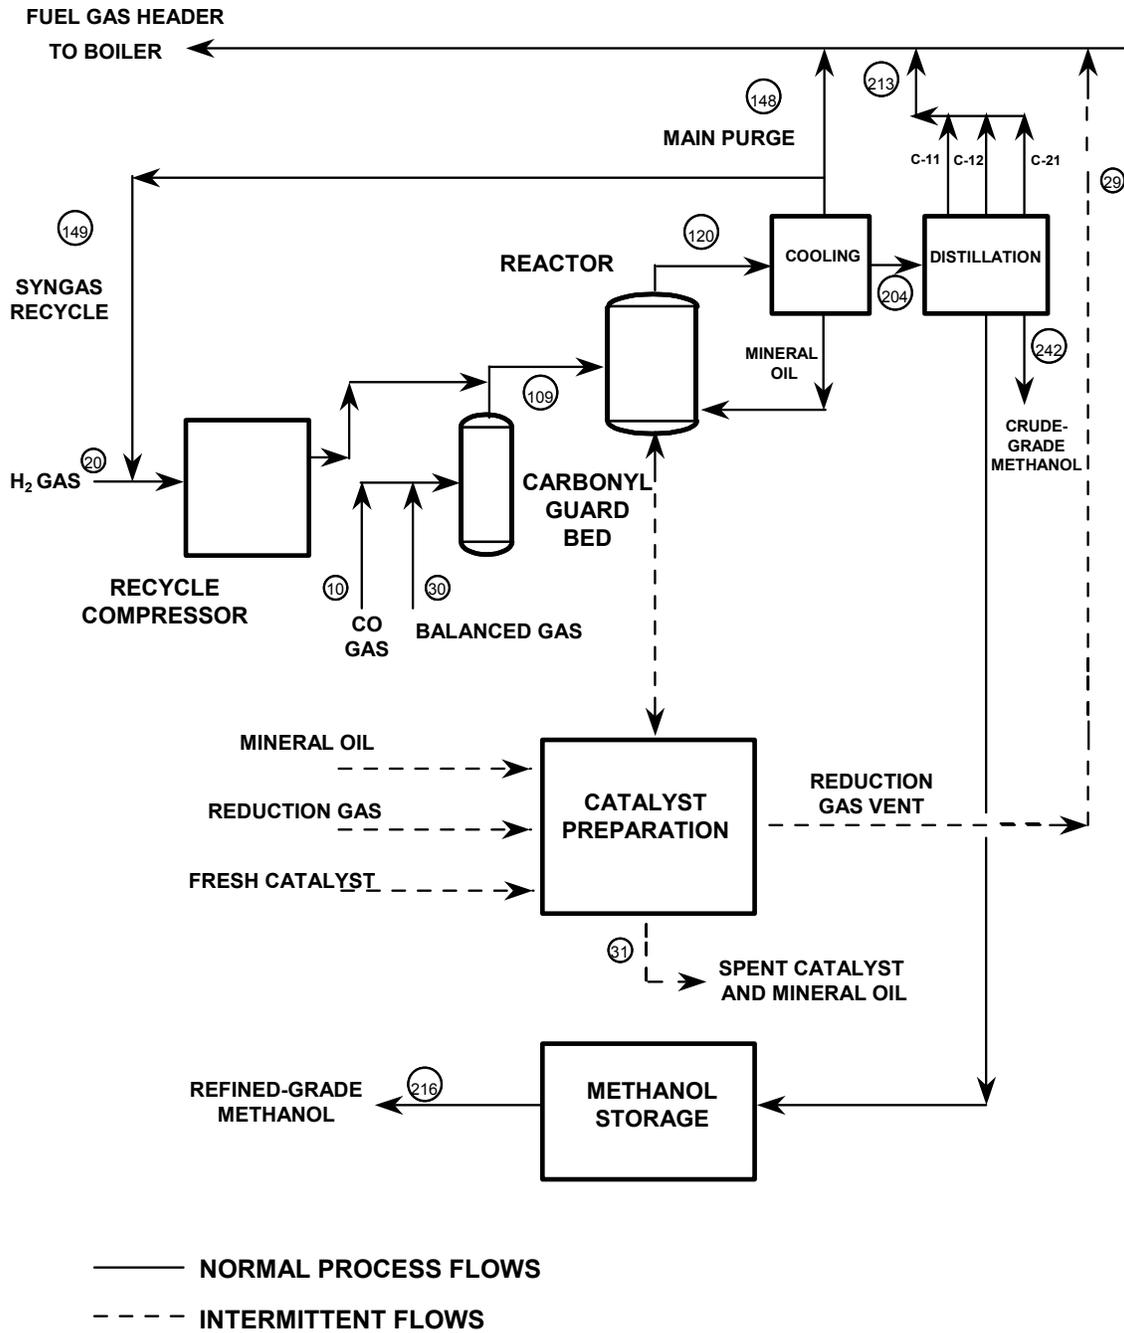 FUEL GAS HEADER
TO BOILER
148
213
MAIN PURGE
C-11
C-12
C-21
29
149
120
REACTOR
COOLING
DISTILLATION
204
SYNGAS
RECYCLE
MINERAL
OIL
242
109
CRUDE-
GRADE
METHANOL
20
H2 GAS
CARBONYL
GUARD
BED
RECYCLE
COMPRESSOR
10
30
CO
GAS
BALANCED GAS
MINERAL OIL
REDUCTION GAS
FRESH CATALYST
CATALYST
PREPARATION
REDUCTION
GAS VENT
31
SPENT CATALYST
AND MINERAL OIL
REFINED-GRADE
METHANOL
216
METHANOL
STORAGE
NORMAL PROCESS FLOWS
INTERMITTENT FLOWS